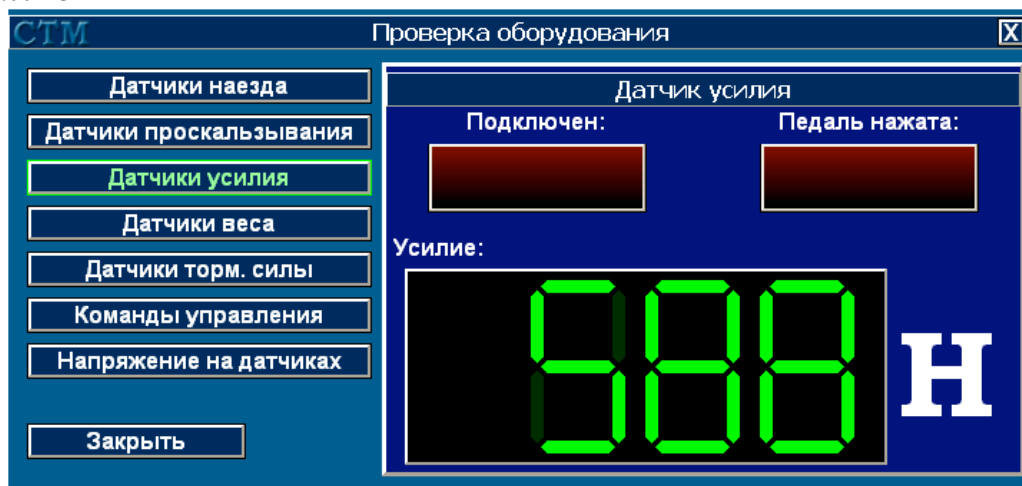 СТМ Проверка оборудования X
Датчики наезда
Датчики проскальзывания
Датчики усилия
Датчики веса
Датчики торм. силы
Команды управления
Напряжение на датчиках
Закрыть
Датчик усилия
Подключен: Педаль нажата:
Усилие:
588 Н